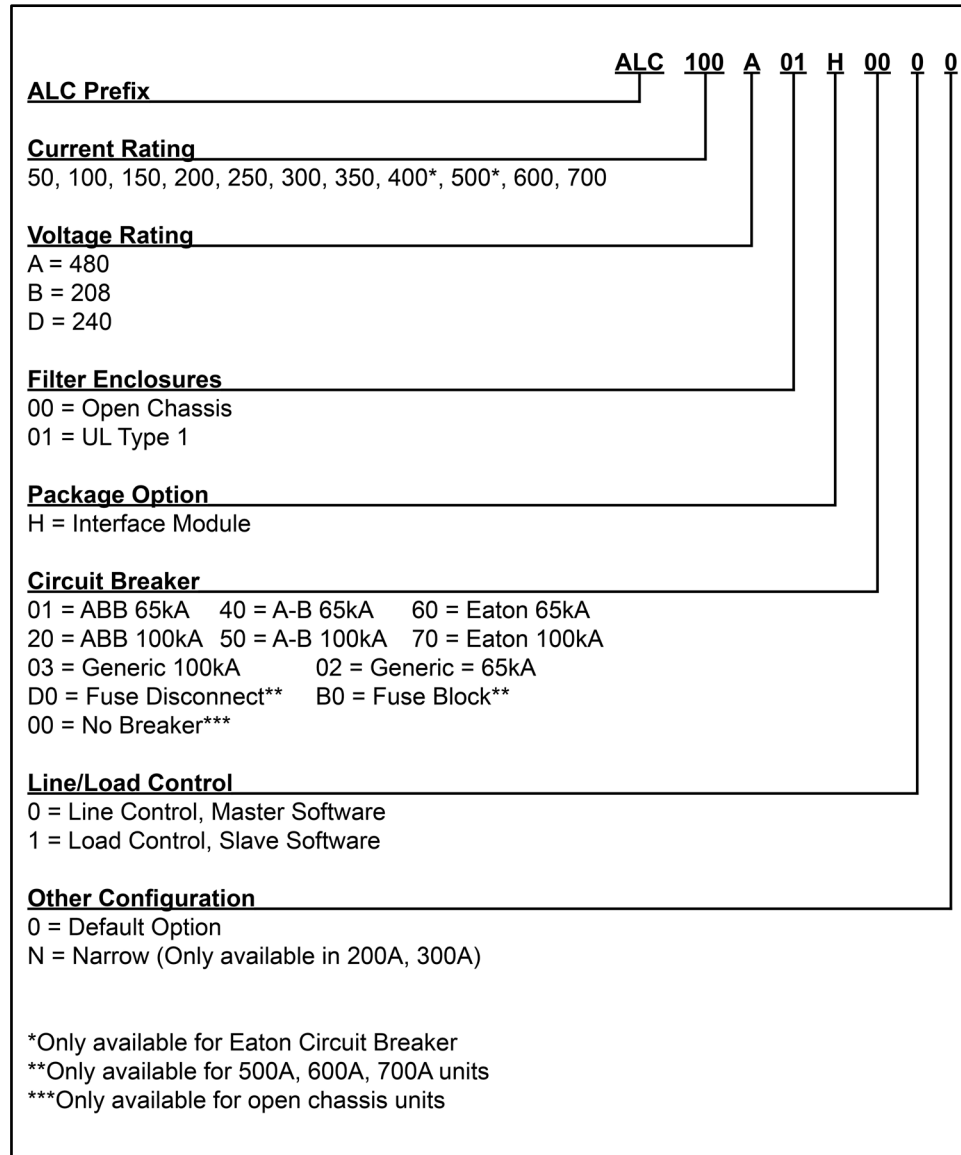 ALC 100 A 01 H 00 0 0
ALC Prefix
Current Rating
50, 100, 150, 200, 250, 300, 350, 400*, 500*, 600, 700
Voltage Rating
A = 480
B = 208
D = 240
Filter Enclosures
00 = Open Chassis
01 = UL Type 1
Package Option
H = Interface Module
Circuit Breaker
01 = ABB 65kA 40 = A-B 65kA 60 = Eaton 65kA
20 = ABB 100kA 50 = A-B 100kA 70 = Eaton 100kA
03 = Generic 100kA 02 = Generic = 65kA
D0 = Fuse Disconnect** B0 = Fuse Block**
00 = No Breaker***
Line/Load Control
0 = Line Control, Master Software
1 = Load Control, Slave Software
Other Configuration
0 = Default Option
N = Narrow (Only available in 200A, 300A)
*Only available for Eaton Circuit Breaker
**Only available for 500A, 600A, 700A units
***Only available for open chassis units